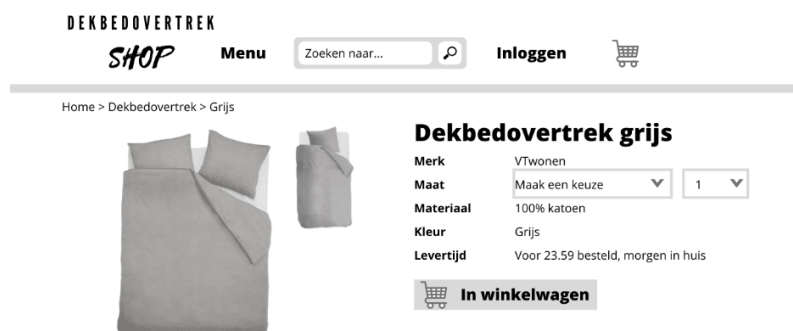 DEKBEDOVERTREK
SHOP
Menu
Zoeken naar...
Inloggen
Home > Dekbedovertrek > Grijs
Dekbedovertrek grijs
Merk VTwonen
Maat Maak een keuze 1
Materiaal 100% katoen
Kleur Grijs
Levertijd Voor 23.59 besteld, morgen in huis
In winkelwagen